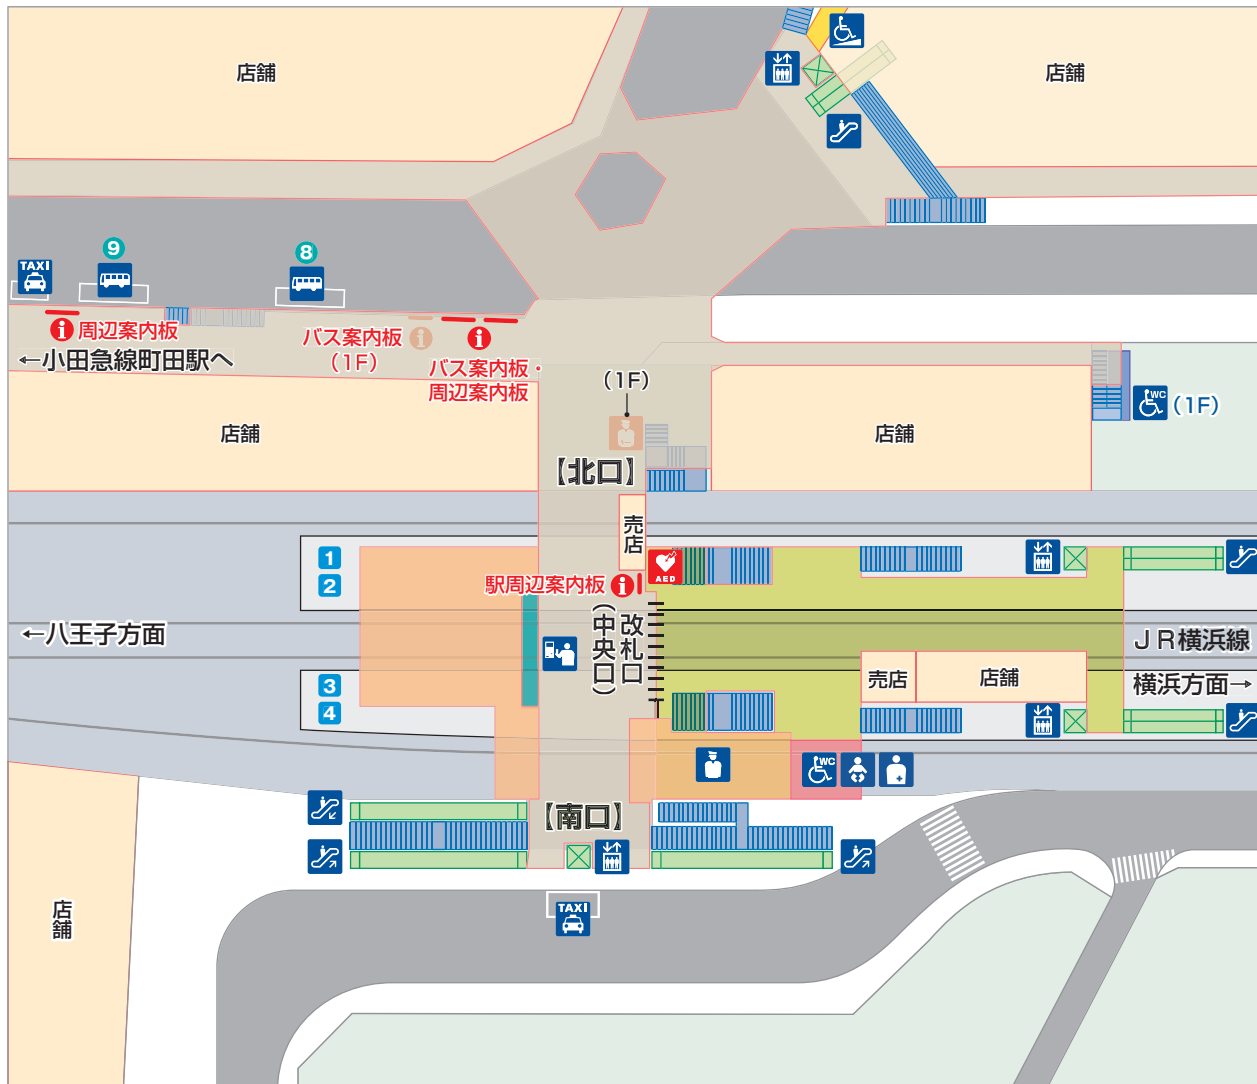 店舗
店舗
9
8
TAXI
周辺案内板
←小田急線町田駅へ
バス案内板
(1F)
バス案内板・
周辺案内板
(1F)
WC
(1F)
店舗
店舗
【北口】
売店
AED
駅周辺案内板
1
2
改札口
(中央口)
←八王子方面
JR横浜線
売店
店舗
横浜方面→
3
4
WC
【南口】
TAXI
店舗